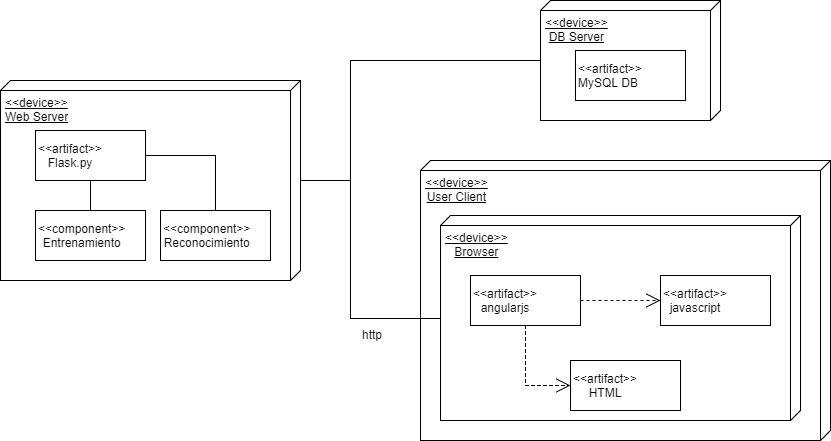 <<device>>
DB Server
<<artifact>>
MySQL DB
<<device>>
Web Server
<<artifact>>
Flask.py
<<component>>
Entrenamiento
<<component>>
Reconocimiento
<<device>>
User Client
<<device>>
Browser
<<artifact>>
angularjs
<<artifact>>
javascript
http
<<artifact>>
HTML